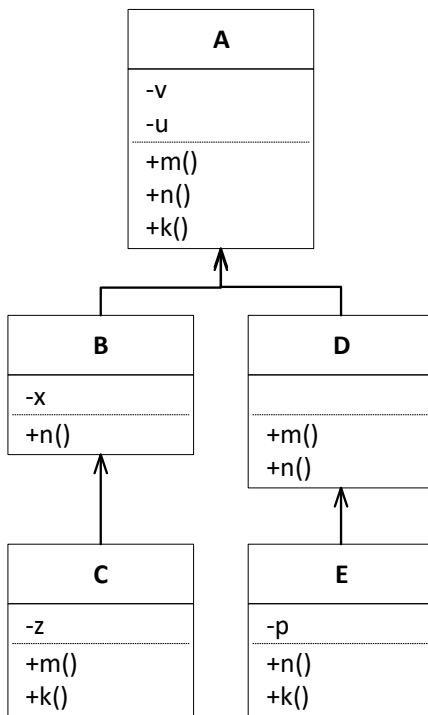 A
-v
-u
+m()
+n()
+k()
B
-x
+n()
D
+m()
+n()
C
-z
+m()
+k()
E
-p
+n()
+k()